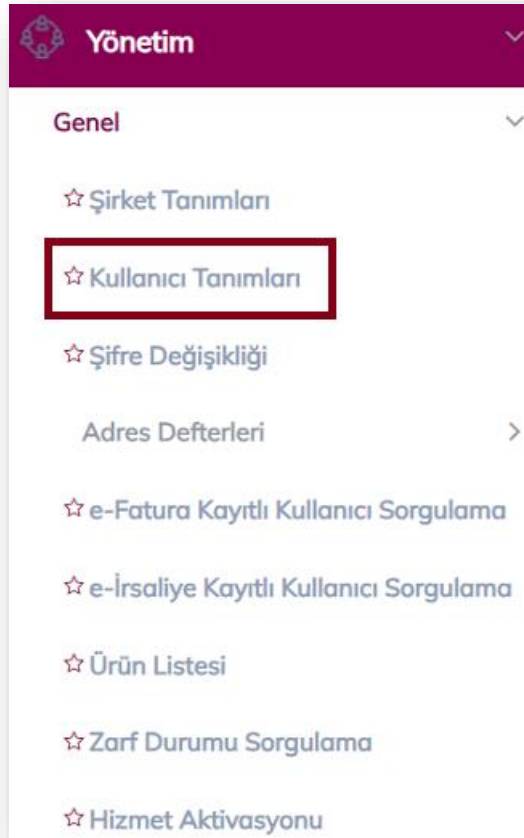 Yönetim
Genel
Şirket Tanımları
Kullanıcı Tanımları
Şifre Değişikliği
Adres Defterleri
e-Fatura Kayıtlı Kullanıcı Sorgulama
e-İrsaliye Kayıtlı Kullanıcı Sorgulama
Ürün Listesi
Zarf Durumu Sorgulama
Hizmet Aktivasyonu